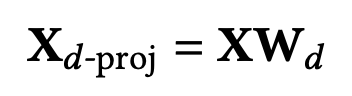 X_{d-proj} = XW_d